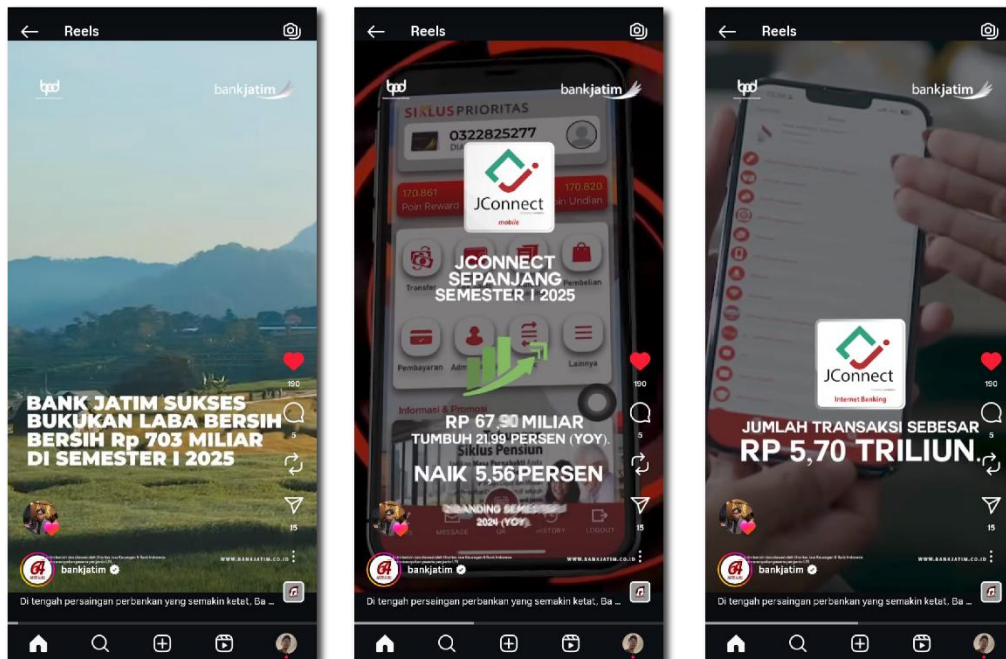 Reels
bpd
bankjatim
BANK JATIM SUKSES
BUKUKAN LABA BERSIH
BERSIH Rp 703 MILIAR
DI SEMESTER I 2025
190
5
15
WWW.BANKJATIM.CO.ID
bankjatim
Di tengah persaingan perbankan yang semakin ketat, Ba ...
Reels
bpd
bankjatim
SIKLUS PRIORITAS
0322825277
170.861
Poin Reward
170.820
Undian
JConnect
mobile
JCONNECT
SEPANJANG
SEMESTER I 2025
Transfer
Pembelian
Pembayaran
Lainnya
Informasi & Promosi
RP 67,90 MILIAR
TUMBUH 21,99 PERSEN (YOY).
Siklus Pensiun
NAIK 5,56 PERSEN
2024 (YOY).
MESSAGE
HISTORY
LOGOUT
190
5
15
WWW.BANKJATIM.CO.ID
bankjatim
Di tengah persaingan perbankan yang semakin ketat, Ba ...
Reels
bpd
bankjatim
JConnect
Internet Banking
JUMLAH TRANSAKSI SEBESAR
RP 5,70 TRILIUN.
190
5
15
WWW.BANKJATIM.CO.ID
bankjatim
Di tengah persaingan perbankan yang semakin ketat, Ba ...